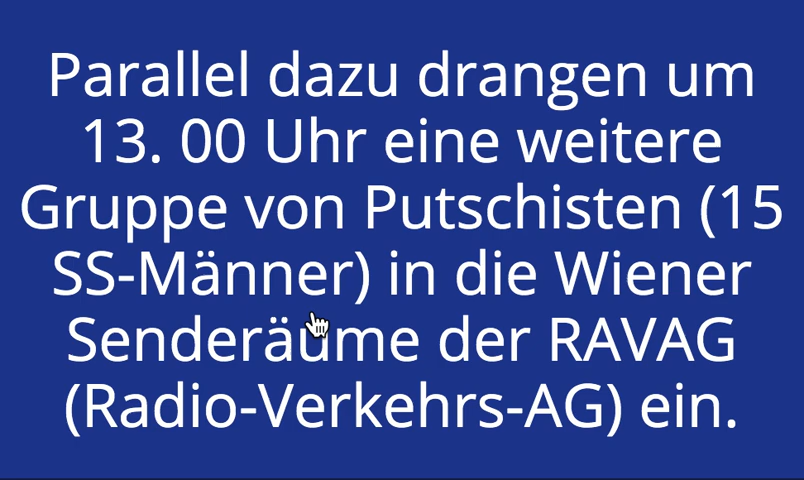 Parallel dazu drangen um
13. 00 Uhr eine weitere
Gruppe von Putschisten (15
SS-Männer) in die Wiener
Senderäume der RAVAG
(Radio-Verkehrs-AG) ein.